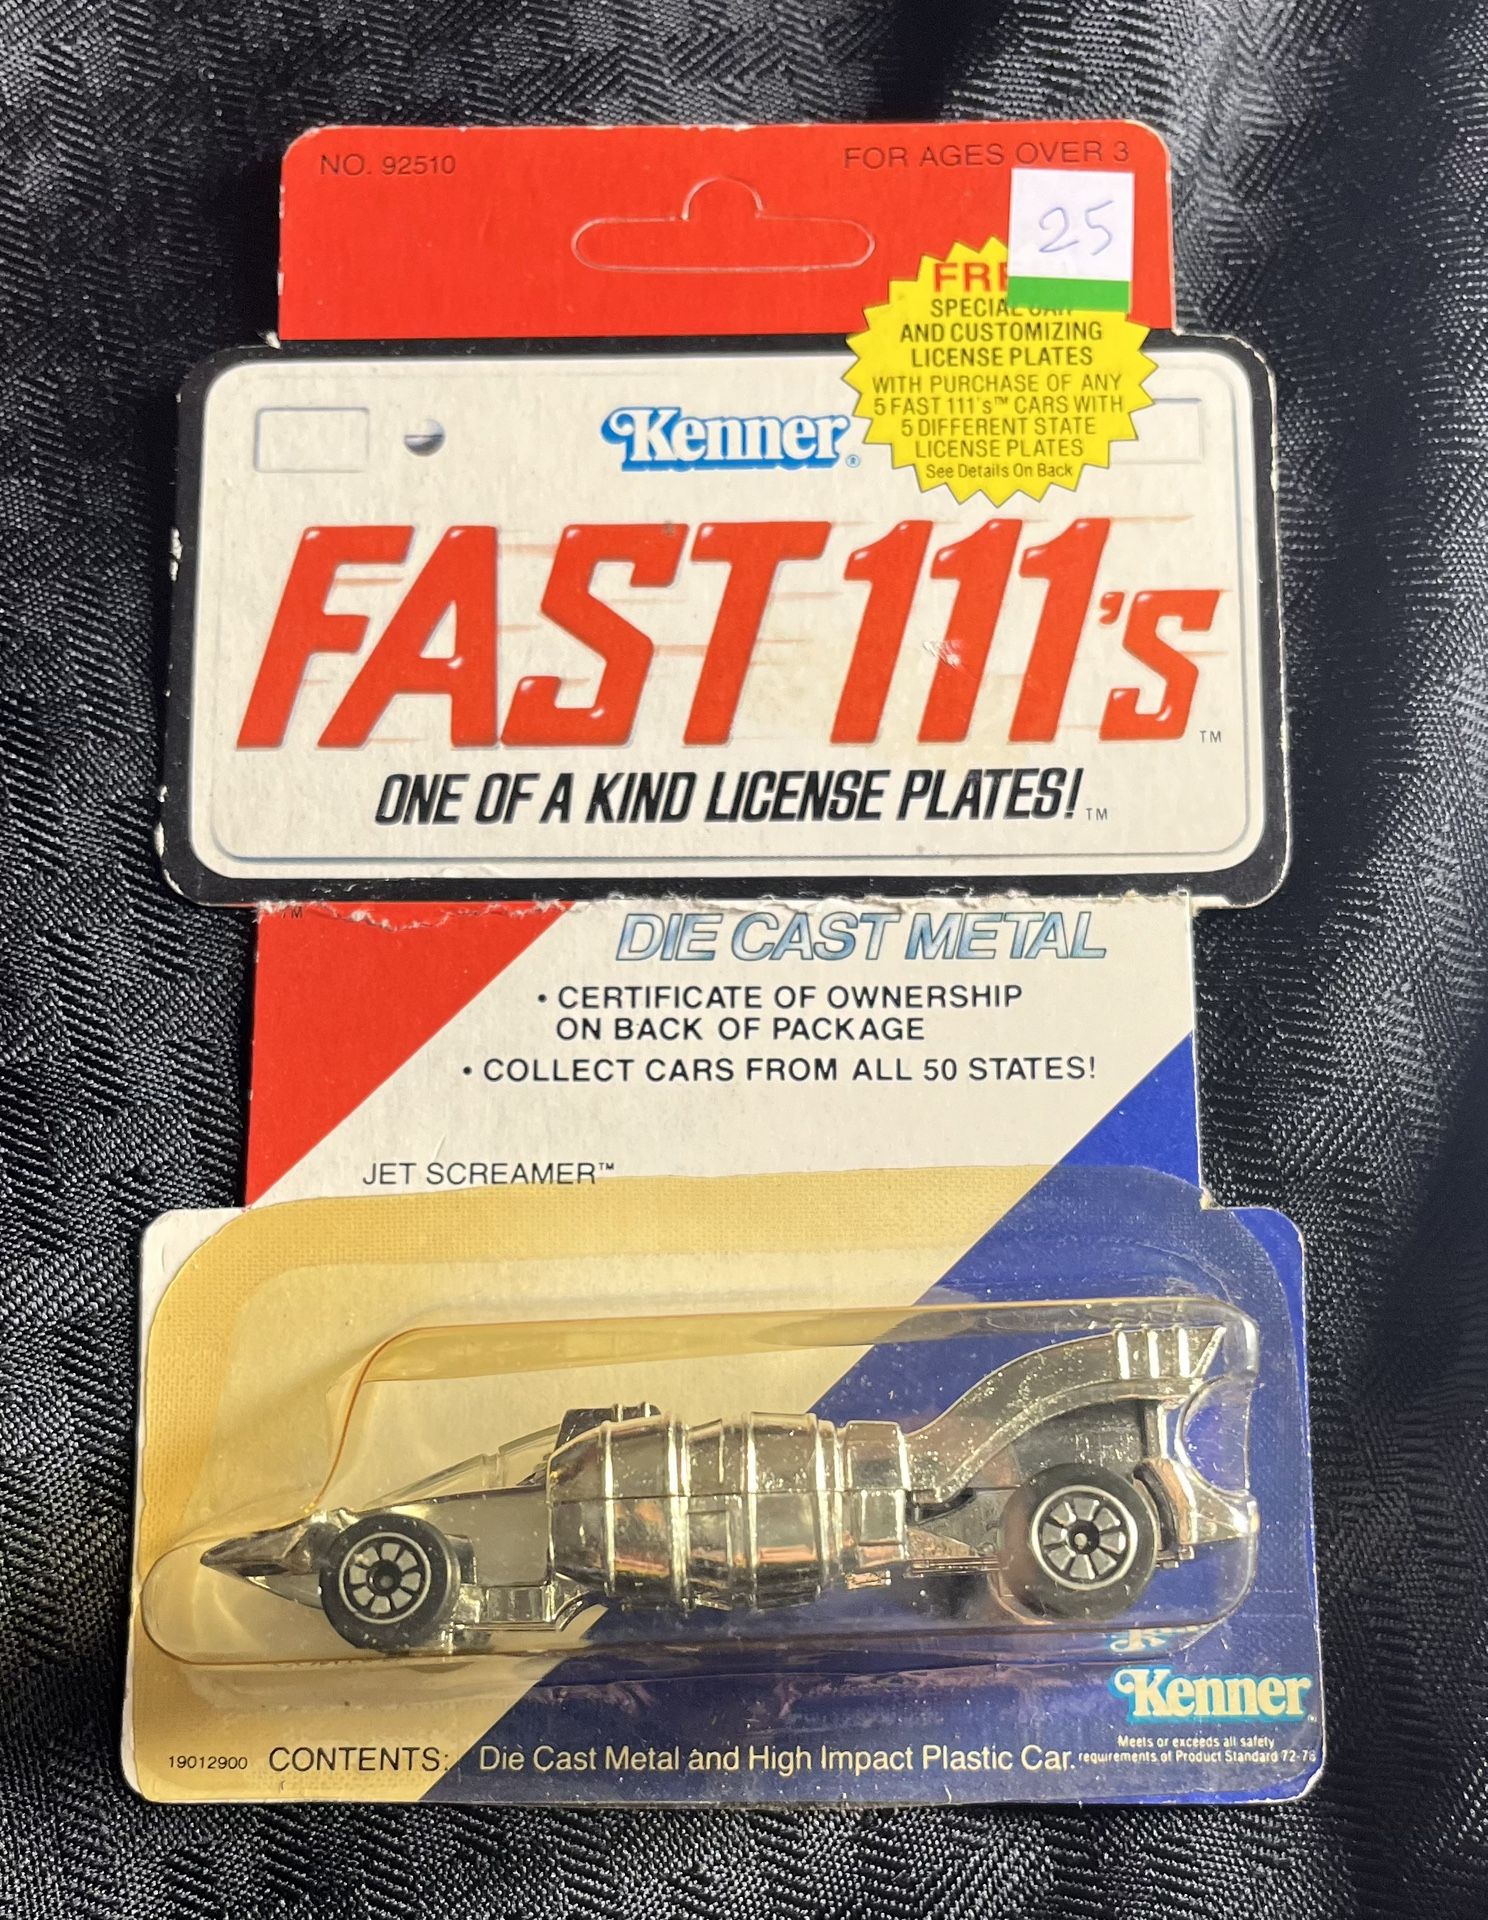 NO. 92510
FOR AGES OVER 3
25
SPECIAL CAR
AND CUSTOMIZING
LICENSE PLATES
WITH PURCHASE OF ANY
5 FAST 111's™ CARS WITH
5 DIFFERENT STATE
LICENSE PLATES
See Details On Back
Kenner®
FAST 111's™
ONE OF A KIND LICENSE PLATES!™
TM
DIE CAST METAL
• CERTIFICATE OF OWNERSHIP
ON BACK OF PACKAGE
• COLLECT CARS FROM ALL 50 STATES!
JET SCREAMER™
Kenner
Meets or exceeds all safety
requirements of Product Standard 72-76
19012900 CONTENTS: Die Cast Metal and High Impact Plastic Car.